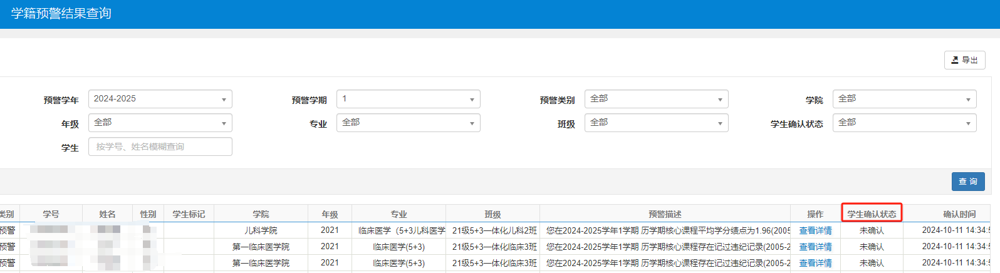 学籍预警结果查询
导出
预警学年 2024-2025 预警学期 1 预警类别 全部 学院 全部
年级 全部 专业 全部 班级 全部 学生确认状态 全部
学生 按学号、姓名模糊查询
查 询
类别 学号 姓名 性别 学生标记 学院 年级 专业 班级 预警描述 操作 学生确认状态 确认时间
预警 儿科学院 2021 临床医学（5+3儿科医学 21级5+3一体化儿科2班 您在2024-2025学年1学期 历学期核心课程平均学分绩点为1.96(2005 查看详情 未确认 2024-10-11 14:34:5
预警 第一临床医学院 2021 临床医学(5+3) 21级5+3一体化临床3班 您在2024-2025学年1学期 历学期核心课程存在记过违纪记录(2005-2 查看详情 未确认 2024-10-11 14:34:5
预警 第一临床医学院 2021 临床医学(5+3) 21级5+3一体化临床3班 您在2024-2025学年1学期 历学期核心课程存在记过违纪记录(2005-2 查看详情 未确认 2024-10-11 14:34:5